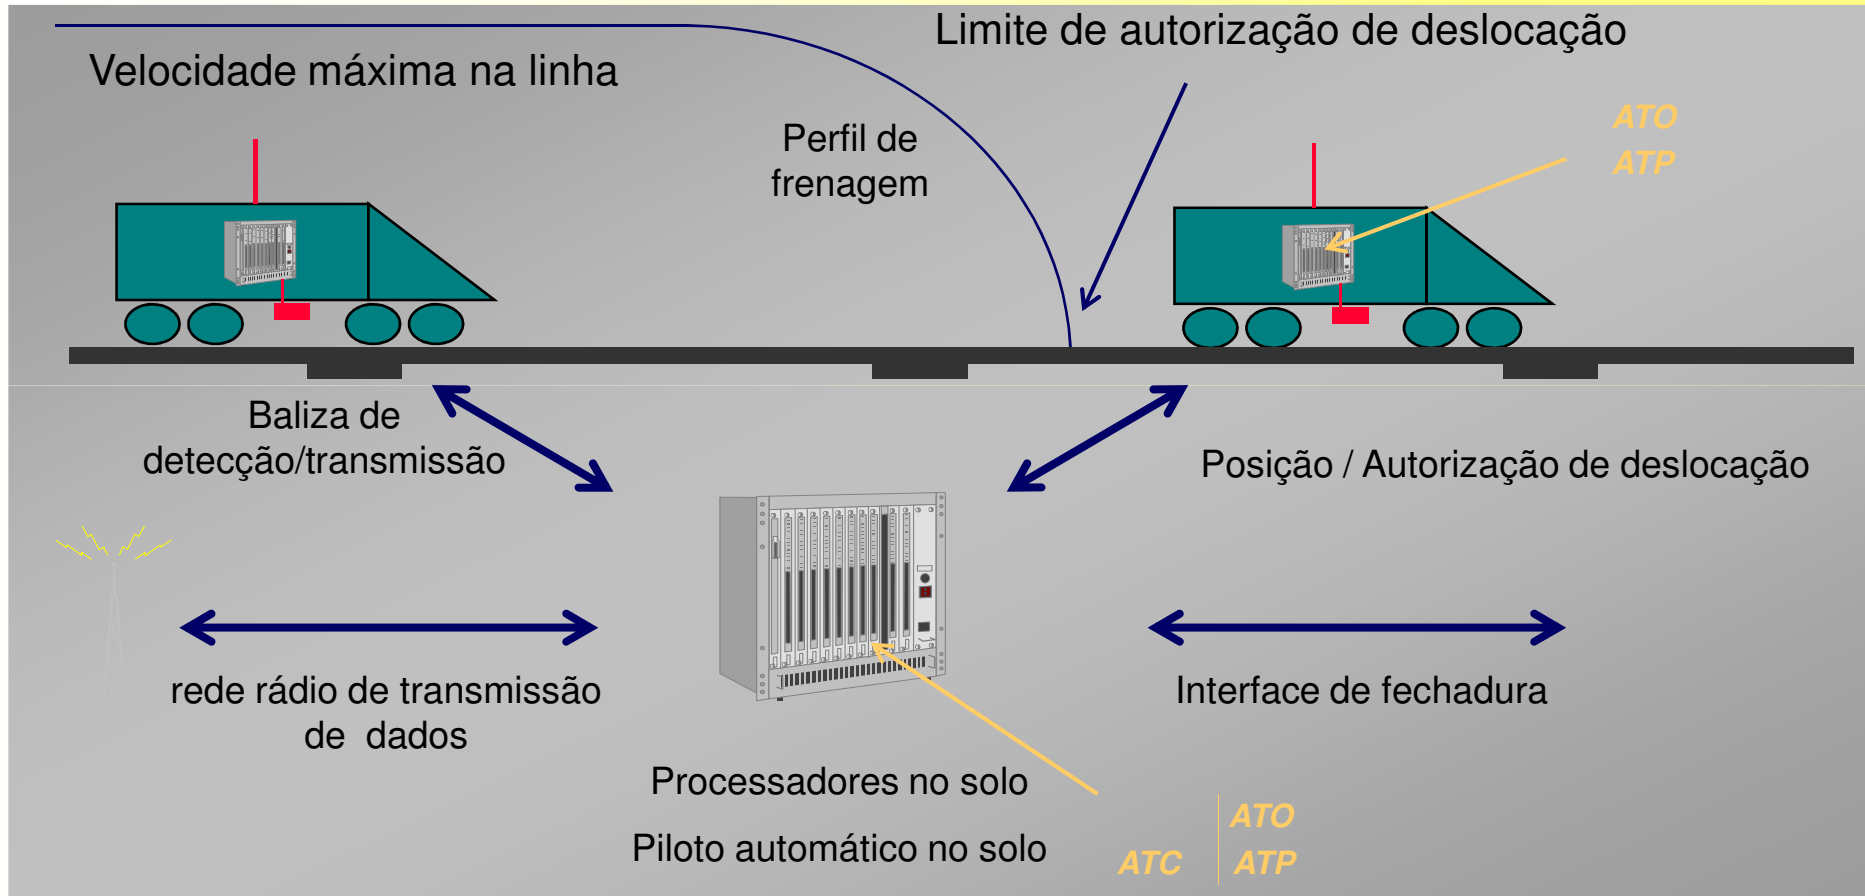 Limite de autorização de deslocação
Velocidade máxima na linha
Perfil de
frenagem
ATO
ATP
Baliza de
detecção/transmissão
Posição / Autorização de deslocação
rede rádio de transmissão
de dados
Interface de fechadura
Processadores no solo
Piloto automático no solo
ATC
ATO
ATP